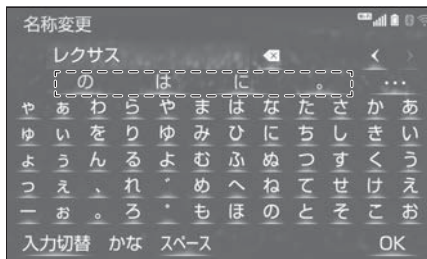 名称変更
レクサス
の は に 。 …
ゃ ぁ わ ら や ま は な た さ か あ
ゅ ぃ を り ゆ み ひ に ち し き い
ょ ぅ ん る よ む ふ ぬ つ す く う
っ ぇ 、 れ ゛ め へ ね て せ け え
ー ぉ 。 ろ ゜ も ほ の と そ こ お
入力切替 かな スペース OK